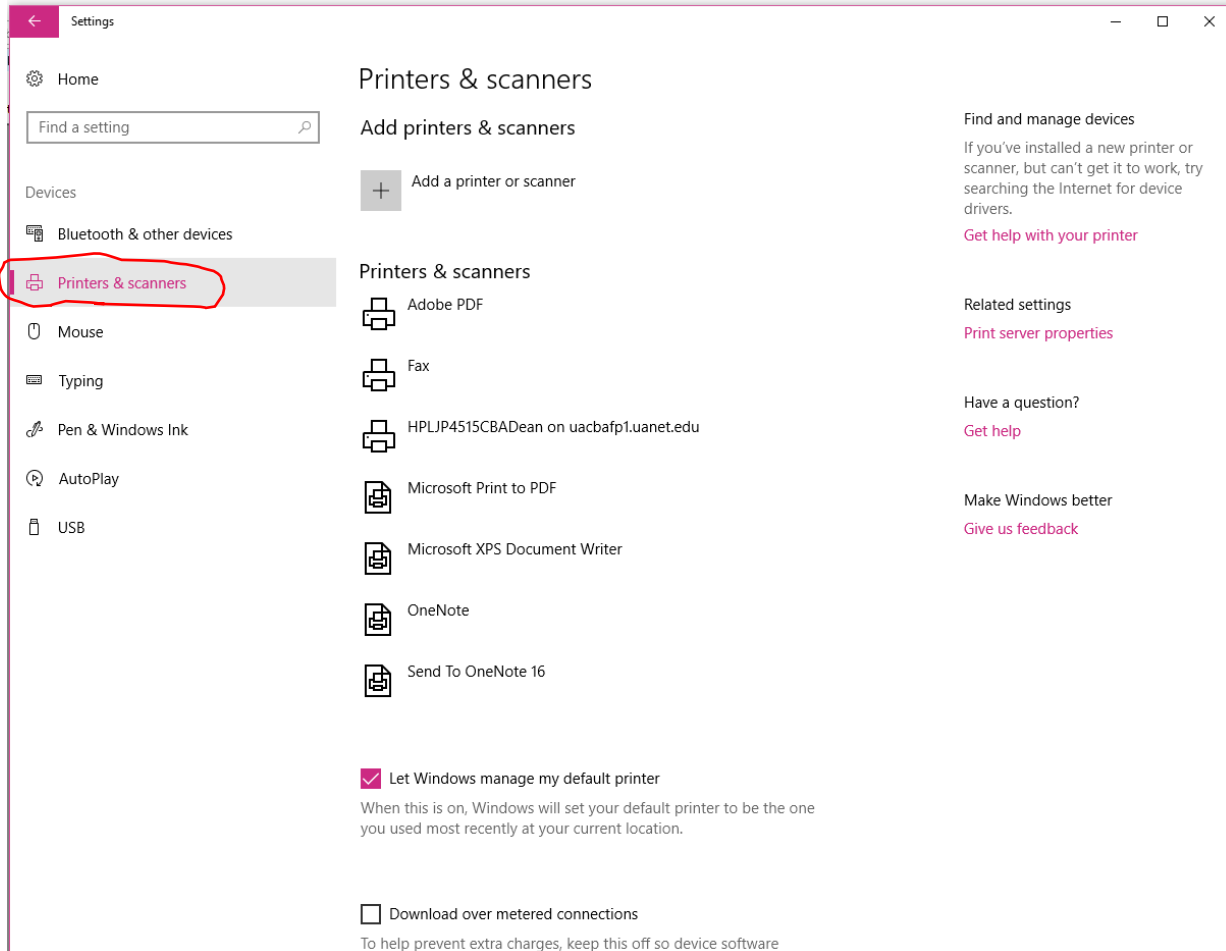 Settings
Home
Find a setting
Devices
Bluetooth & other devices
Printers & scanners
Mouse
Typing
Pen & Windows Ink
AutoPlay
USB
Printers & scanners
Add printers & scanners
Add a printer or scanner
Printers & scanners
Adobe PDF
Fax
HPLJP4515CBADean on uacbafp1.uanet.edu
Microsoft Print to PDF
Microsoft XPS Document Writer
OneNote
Send To OneNote 16
Let Windows manage my default printer
When this is on, Windows will set your default printer to be the one
you used most recently at your current location.
Download over metered connections
To help prevent extra charges, keep this off so device software
Find and manage devices
If you've installed a new printer or
scanner, but can't get it to work, try
searching the Internet for device
drivers.
Get help with your printer
Related settings
Print server properties
Have a question?
Get help
Make Windows better
Give us feedback